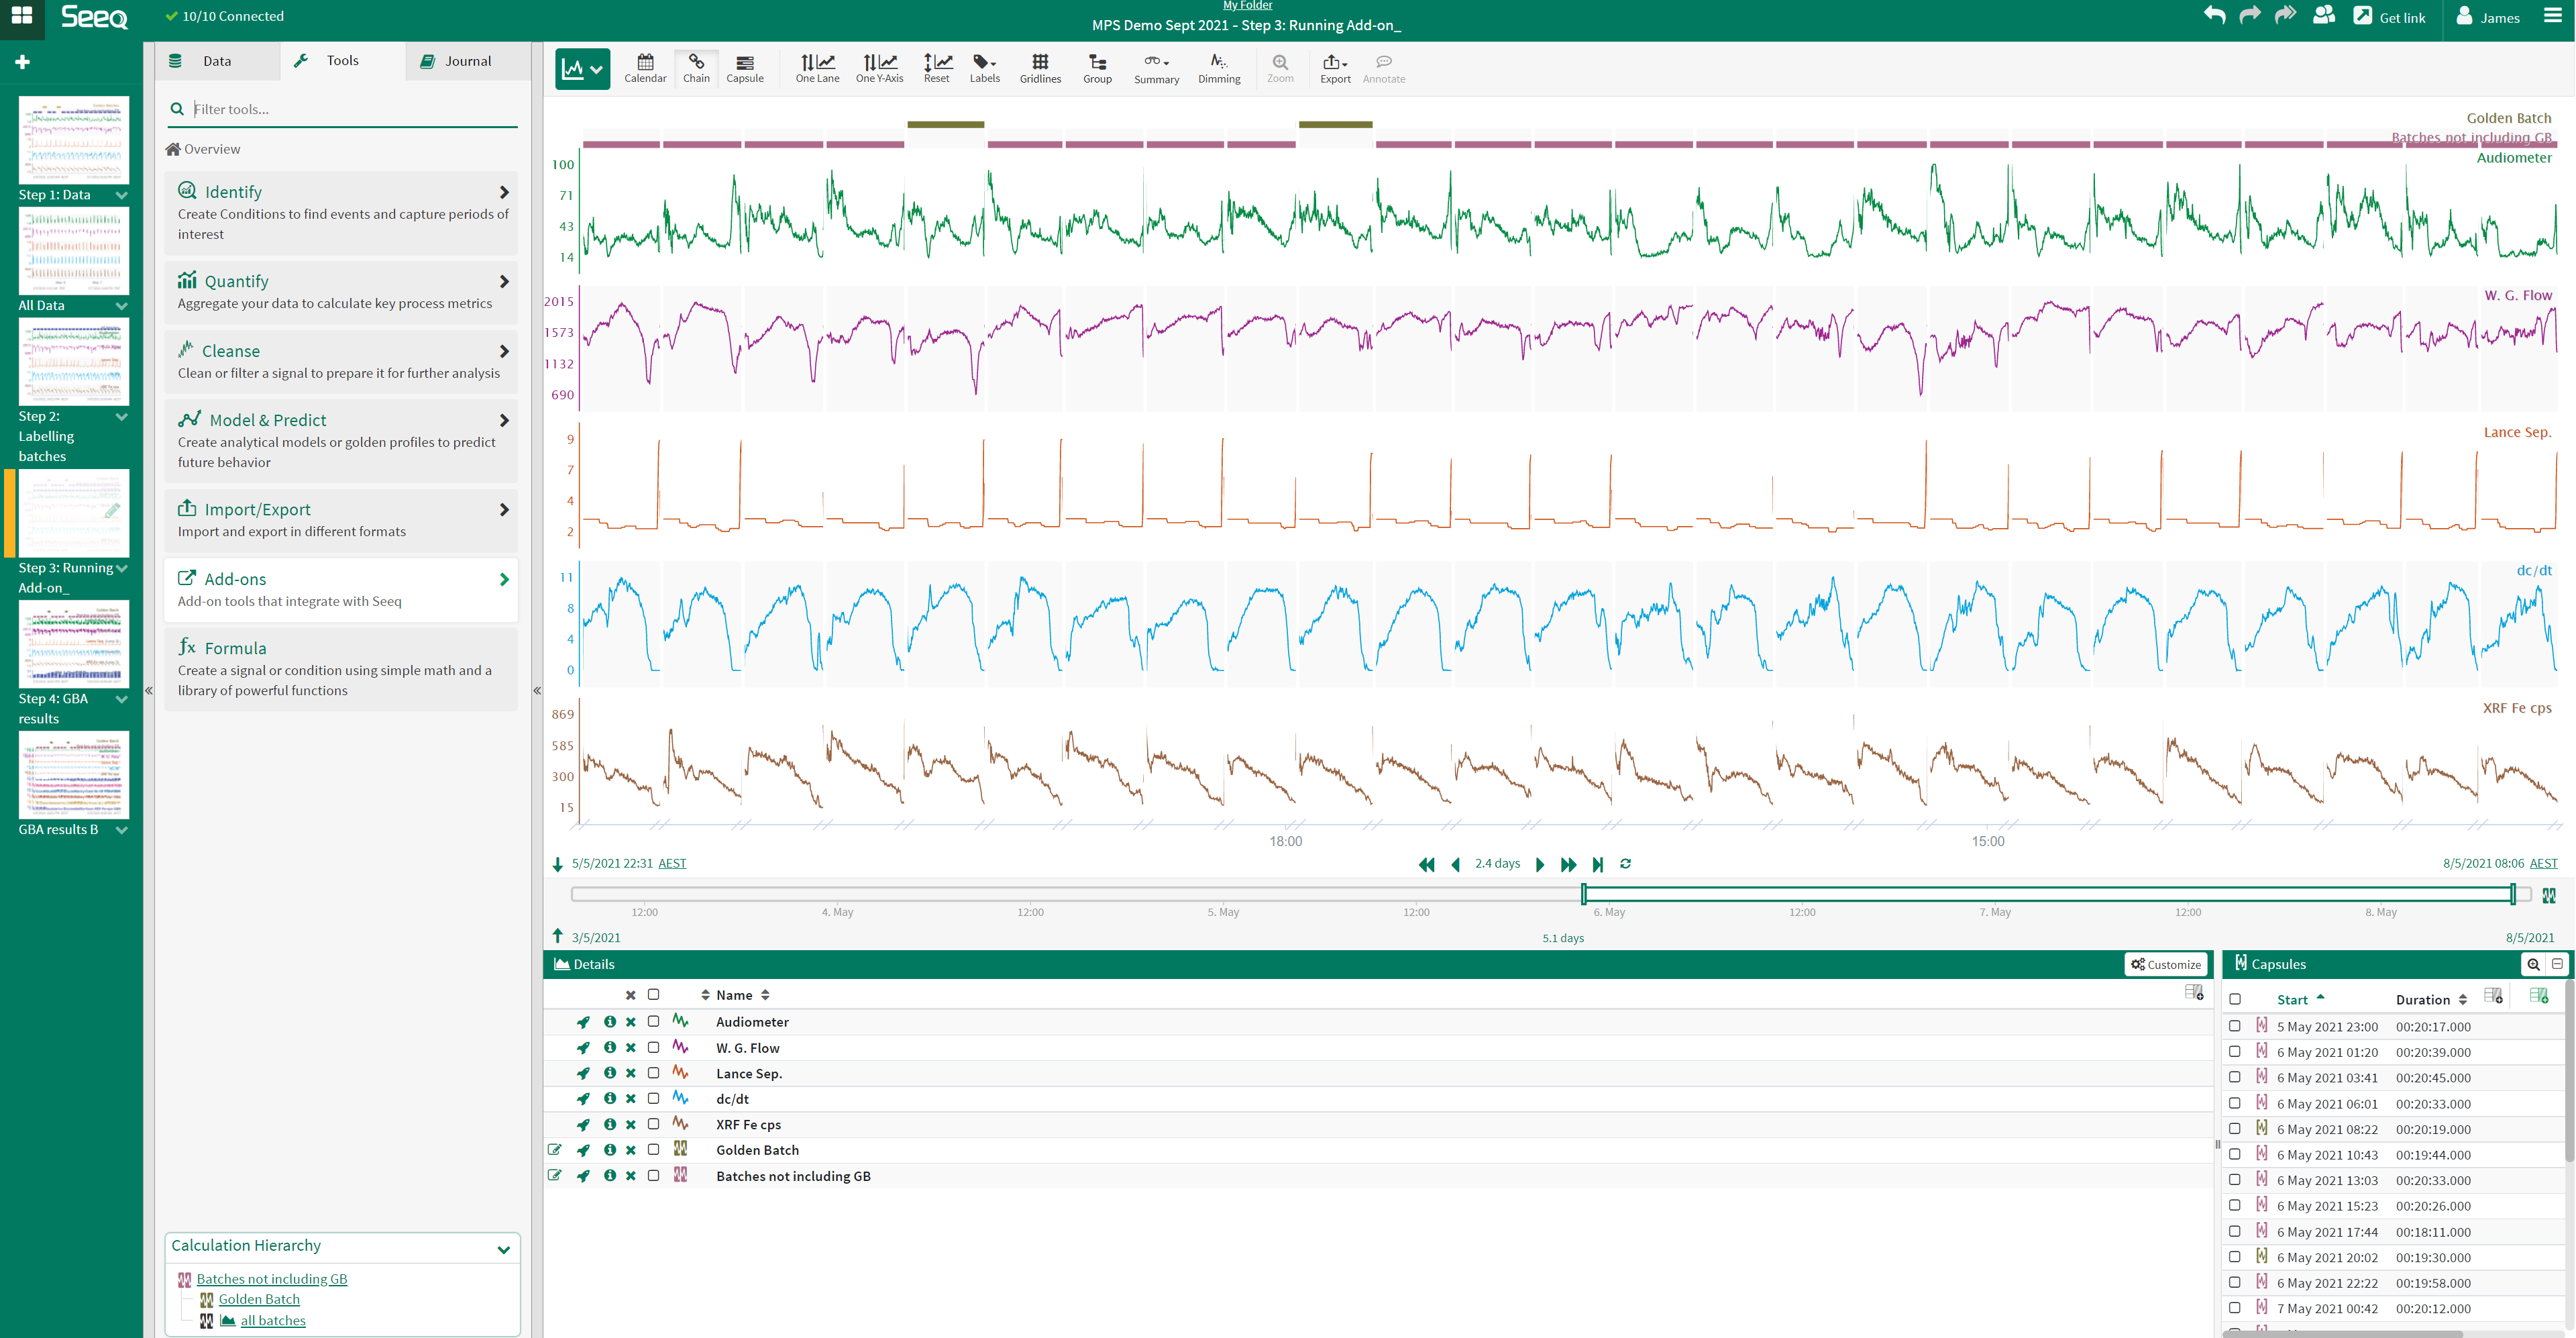 Seeq
10/10 Connected
My Folder
MPS Demo Sept 2021 - Step 3: Running Add-on_
Get link
James
Step 1: Data
All Data
Step 2:
Labelling
batches
Step 3: Running
Add-on_
Step 4: GBA
results
GBA results B
Data
Tools
Journal
Filter tools...
Overview
Identify
Create Conditions to find events and capture periods of
interest
Quantify
Aggregate your data to calculate key process metrics
Cleanse
Clean or filter a signal to prepare it for further analysis
Model & Predict
Create analytical models or golden profiles to predict
future behavior
Import/Export
Import and export in different formats
Add-ons
Add-on tools that integrate with Seeq
fx Formula
Create a signal or condition using simple math and a
library of powerful functions
Calculation Hierarchy
Batches not including GB
Golden Batch
all batches
Calendar
Chain
Capsule
One Lane
One Y-Axis
Reset
Labels
Gridlines
Group
Summary
Dimming
Zoom
Export
Annotate
Golden Batch
Batches not including GB
Audiometer
100
71
43
14
W. G. Flow
2015
1573
1132
690
Lance Sep.
9
7
4
2
dc/dt
11
8
4
0
XRF Fe cps
869
585
300
15
18:00
15:00
5/5/2021 22:31 AEST
2.4 days
8/5/2021 08:06 AEST
12:00
4. May
12:00
5. May
12:00
6. May
12:00
7. May
12:00
8. May
3/5/2021
5.1 days
8/5/2021
Details
Customize
Name
Audiometer
W. G. Flow
Lance Sep.
dc/dt
XRF Fe cps
Golden Batch
Batches not including GB
Capsules
Start
Duration
5 May 2021 23:00 00:20:17.000
6 May 2021 01:20 00:20:39.000
6 May 2021 03:41 00:20:45.000
6 May 2021 06:01 00:20:33.000
6 May 2021 08:22 00:20:19.000
6 May 2021 10:43 00:19:44.000
6 May 2021 13:03 00:20:33.000
6 May 2021 15:23 00:20:26.000
6 May 2021 17:44 00:18:11.000
6 May 2021 20:02 00:19:30.000
6 May 2021 22:22 00:19:58.000
7 May 2021 00:42 00:20:12.000